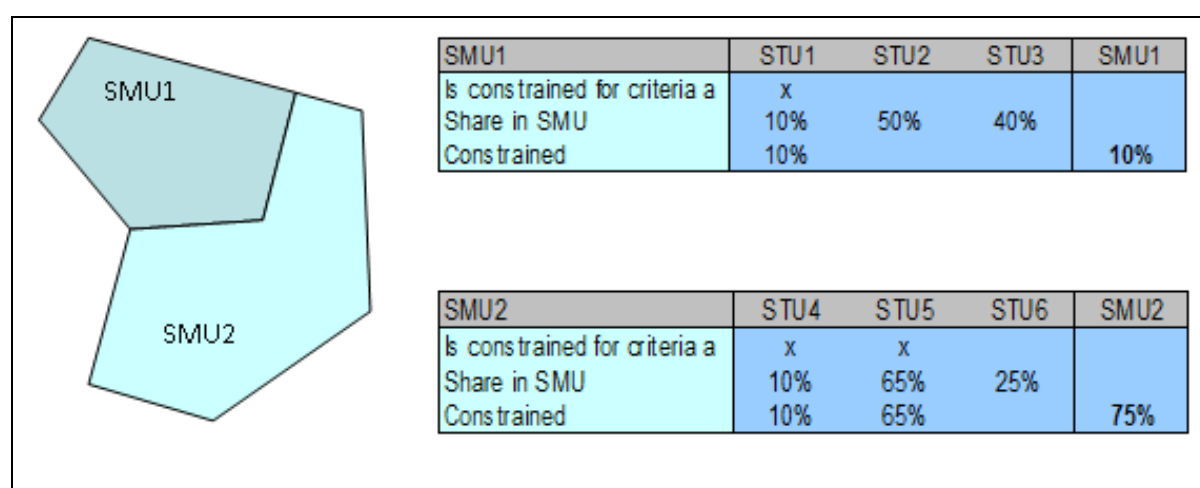 SMU1
SMU2
SMU1 STU1 STU2 STU3 SMU1
Is constrained for criteria a x
Share in SMU 10% 50% 40%
Constrained 10% 10%
SMU2 STU4 STU5 STU6 SMU2
Is constrained for criteria a x x
Share in SMU 10% 65% 25%
Constrained 10% 65% 75%